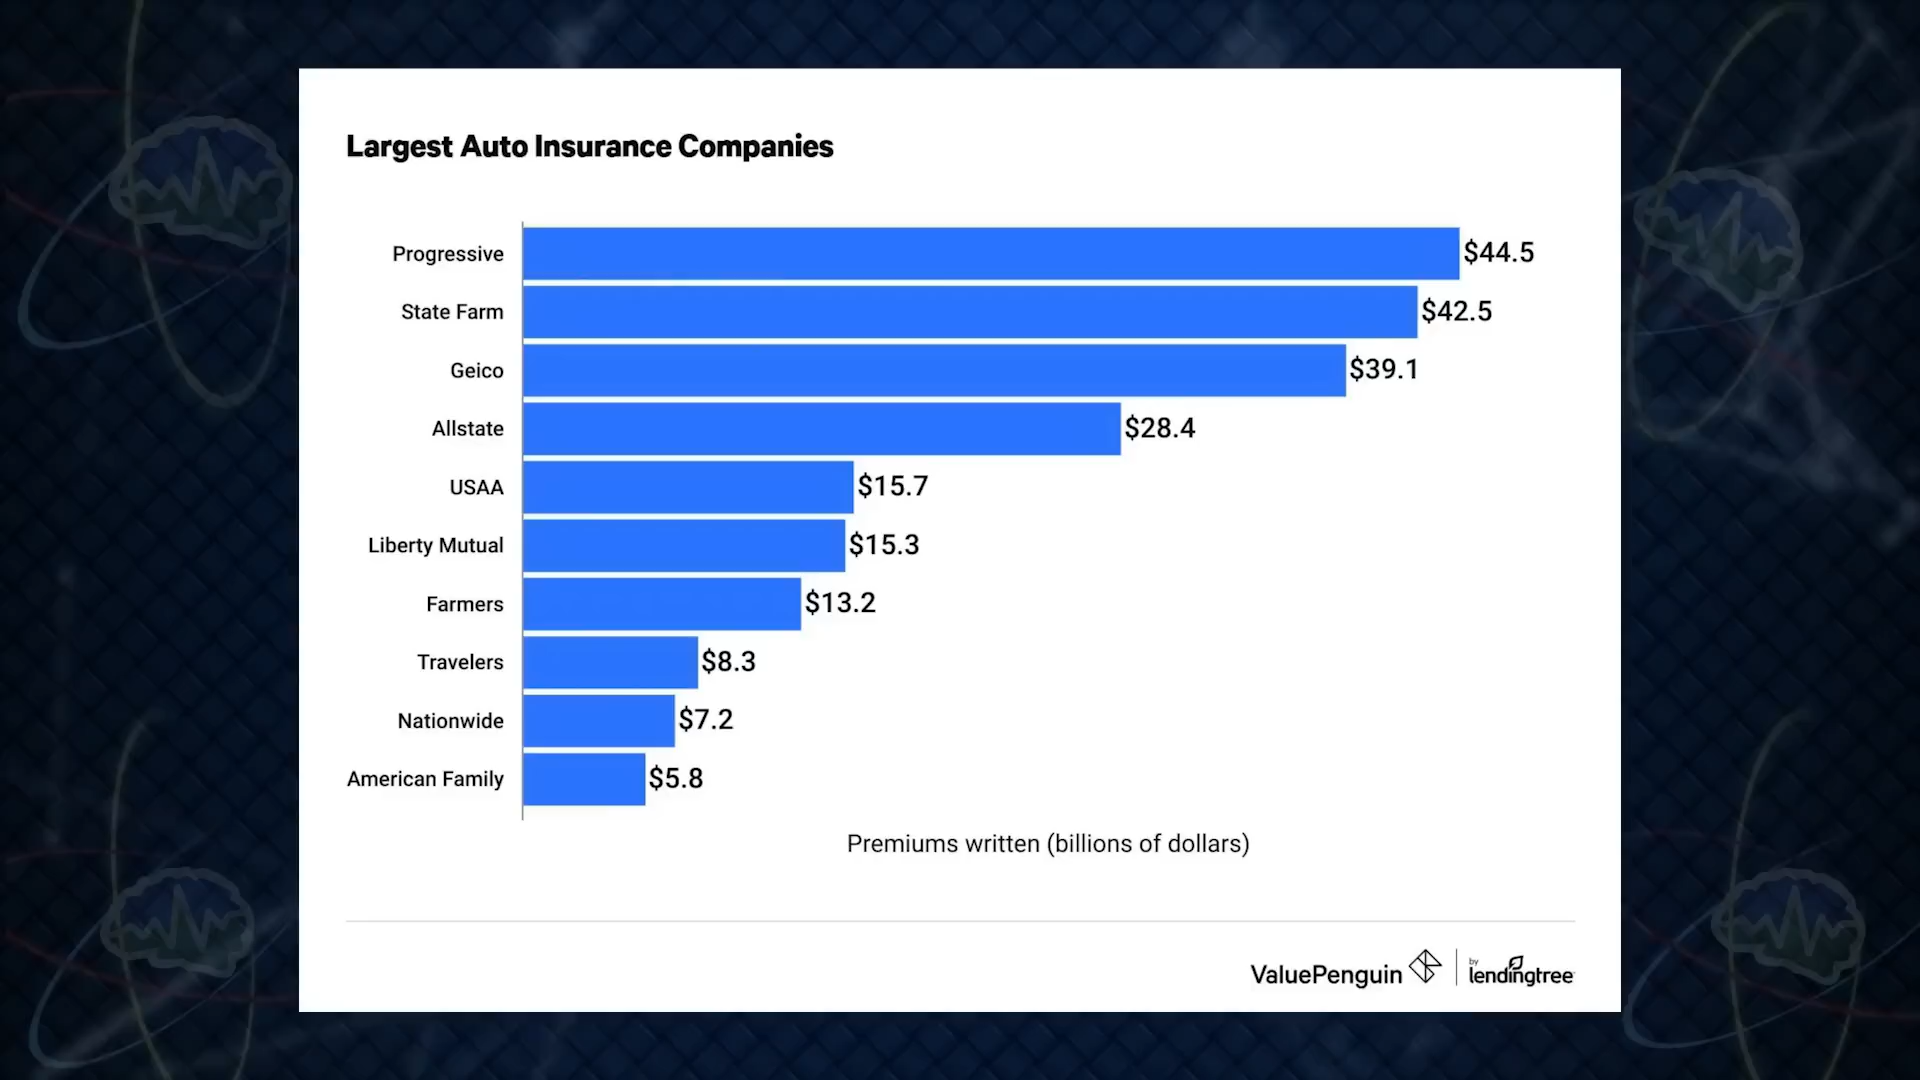 Largest Auto Insurance Companies
Progressive $44.5
State Farm $42.5
Geico $39.1
Allstate $28.4
USAA $15.7
Liberty Mutual $15.3
Farmers $13.2
Travelers $8.3
Nationwide $7.2
American Family $5.8
Premiums written (billions of dollars)
ValuePenguin by lendingtree